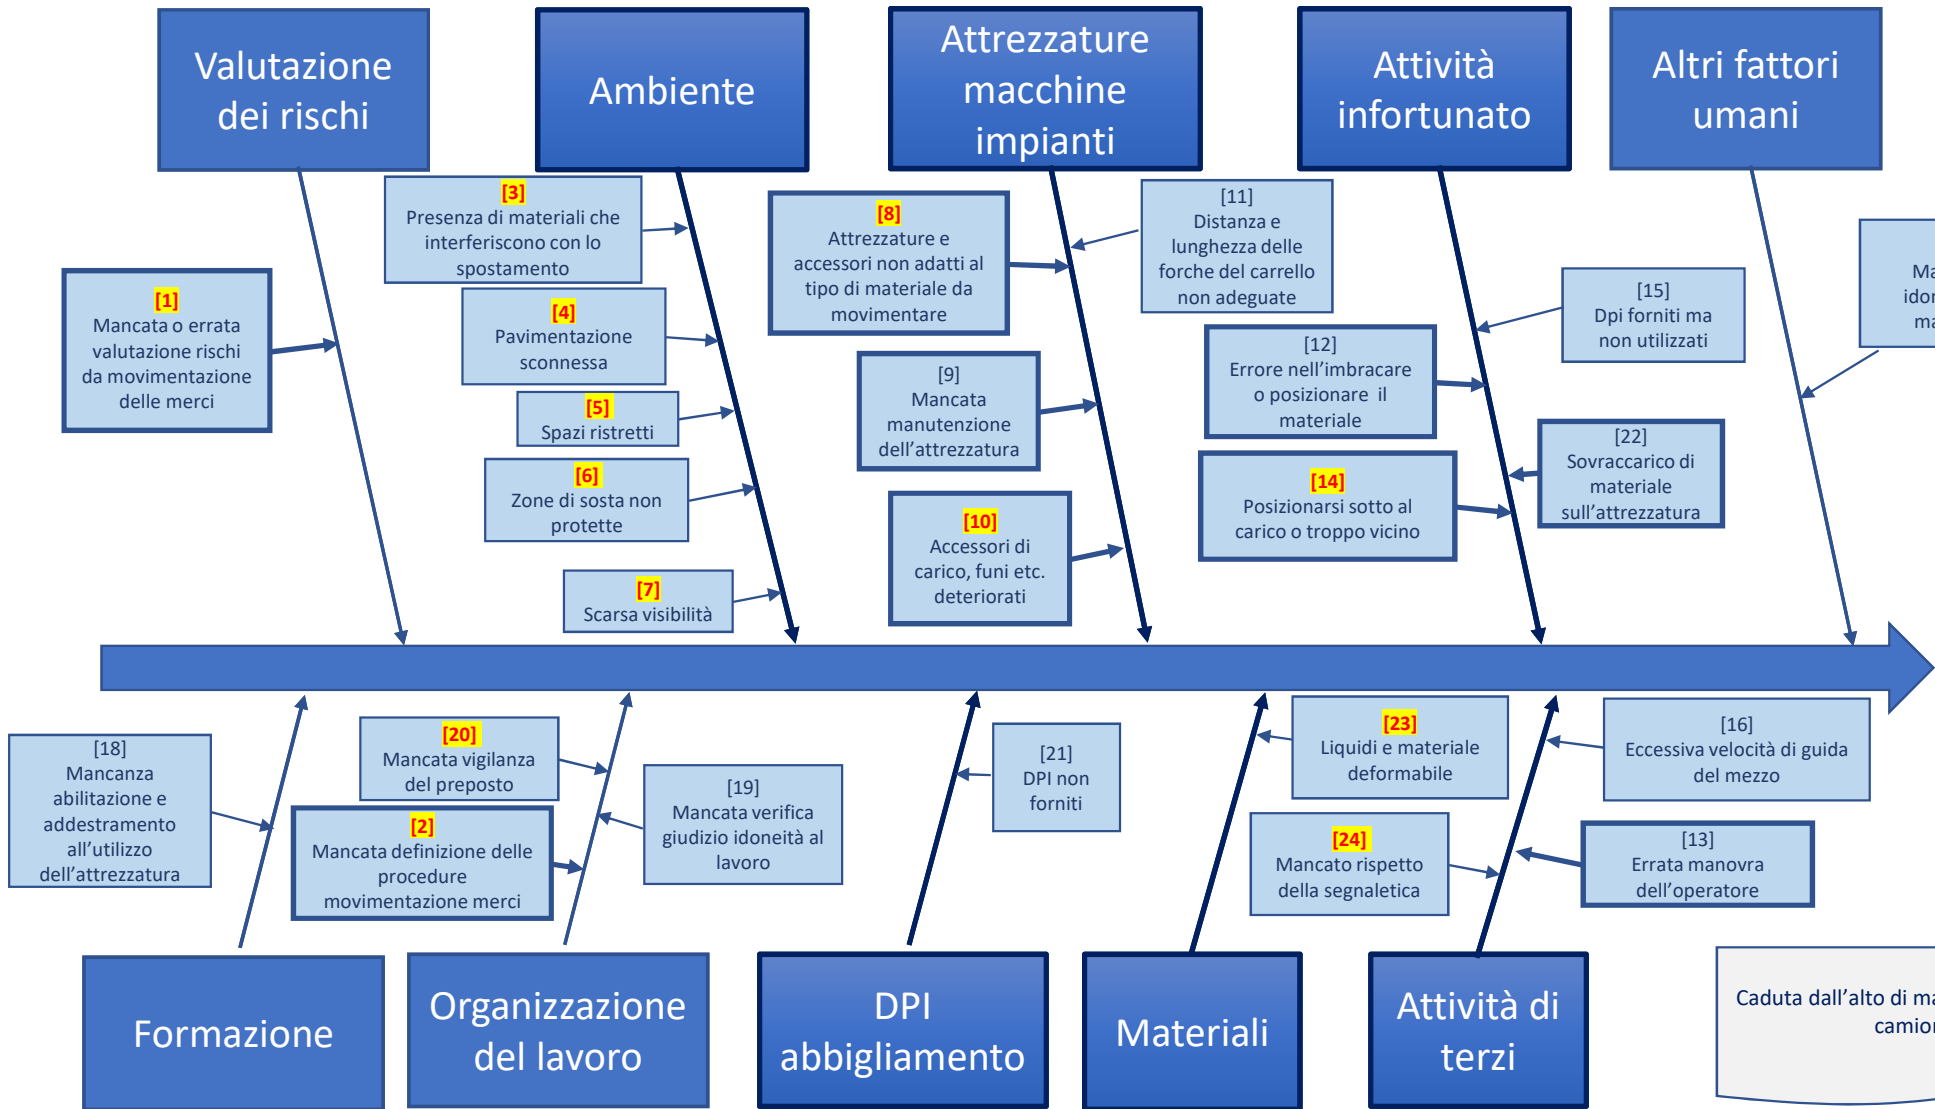 Valutazione
dei rischi
Ambiente
Attrezzature
macchine
impianti
Attività
infortunato
Altri fattori
umani
[1]
Mancata o errata
valutazione rischi
da movimentazione
delle merci
[3]
Presenza di materiali che
interferiscono con lo
spostamento
[4]
Pavimentazione
sconnessa
[5]
Spazi ristretti
[6]
Zone di sosta non
protette
[7]
Scarsa visibilità
[8]
Attrezzature e
accessori non adatti al
tipo di materiale da
movimentare
[9]
Mancata
manutenzione
dell'attrezzatura
[10]
Accessori di
carico, funi etc.
deteriorati
[11]
Distanza e
lunghezza delle
forche del carrello
non adeguate
[12]
Errore nell'imbracare
o posizionare il
materiale
[14]
Posizionarsi sotto al
carico o troppo vicino
[15]
Dpi forniti ma
non utilizzati
[22]
Sovraccarico di
materiale
sull'attrezzatura
[18]
Mancanza
abilitazione e
addestramento
all'utilizzo
dell'attrezzatura
[20]
Mancata vigilanza
del preposto
[2]
Mancata definizione delle
procedure
movimentazione merci
[19]
Mancata verifica
giudizio idoneità al
lavoro
[21]
DPI non
forniti
[23]
Liquidi e materiale
deformabile
[24]
Mancato rispetto
della segnaletica
[16]
Eccessiva velocità di guida
del mezzo
[13]
Errata manovra
dell'operatore
Formazione
Organizzazione
del lavoro
DPI
abbigliamento
Materiali
Attività di
terzi
Caduta dall'alto di